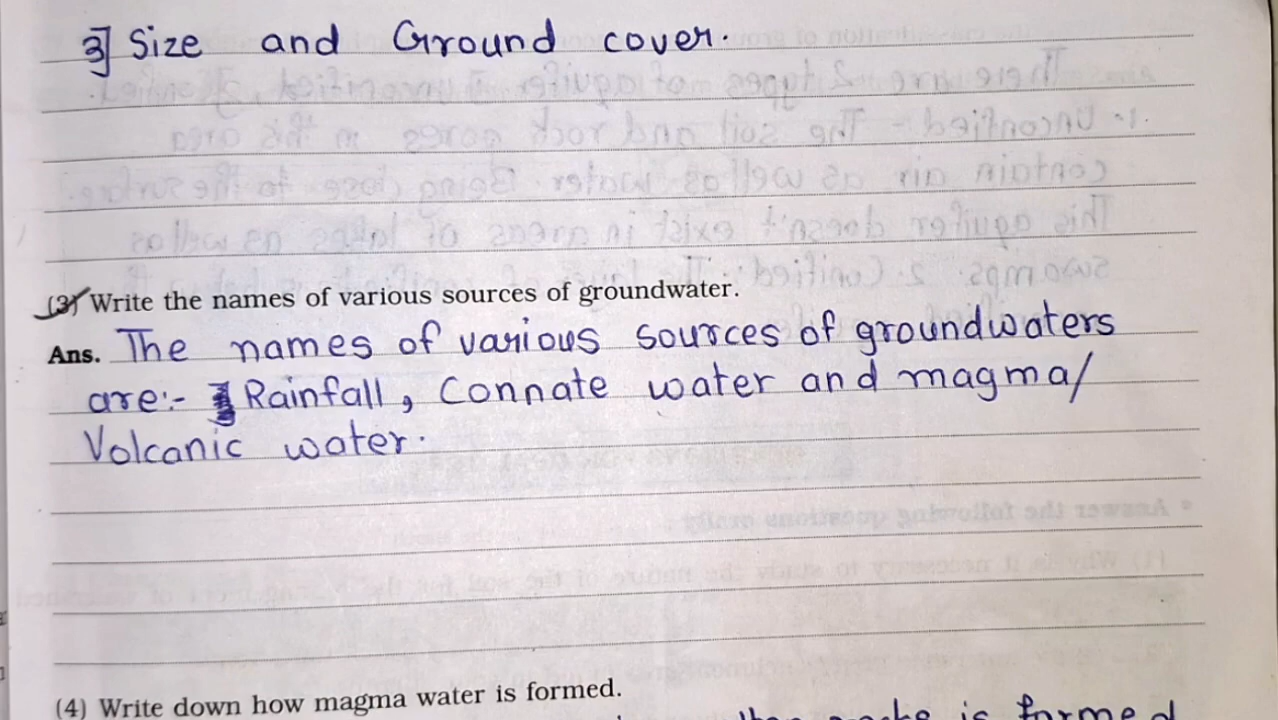 3] Size and Ground cover.
(3) Write the names of various sources of groundwater.
Ans. The names of various sources of groundwaters
are:- Rainfall, Connate water and magma/
Volcanic water.
(4) Write down how magma water is formed.
is formed